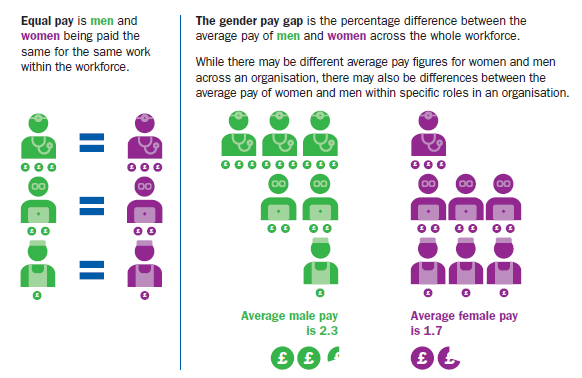 Equal pay is men and
women being paid the
same for the same work
within the workforce.
The gender pay gap is the percentage difference between the
average pay of men and women across the whole workforce.
While there may be different average pay figures for women and men
across an organisation, there may also be differences between the
average pay of women and men within specific roles in an organisation.
£ £ £ £ £ £
£ £ £ £
£ £
£ £ £ £ £ £ £ £ £ £ £ £
£ £ £ £ £ £ £ £ £ £
£ £ £ £
Average male pay
is 2.3
Average female pay
is 1.7
£ £ £